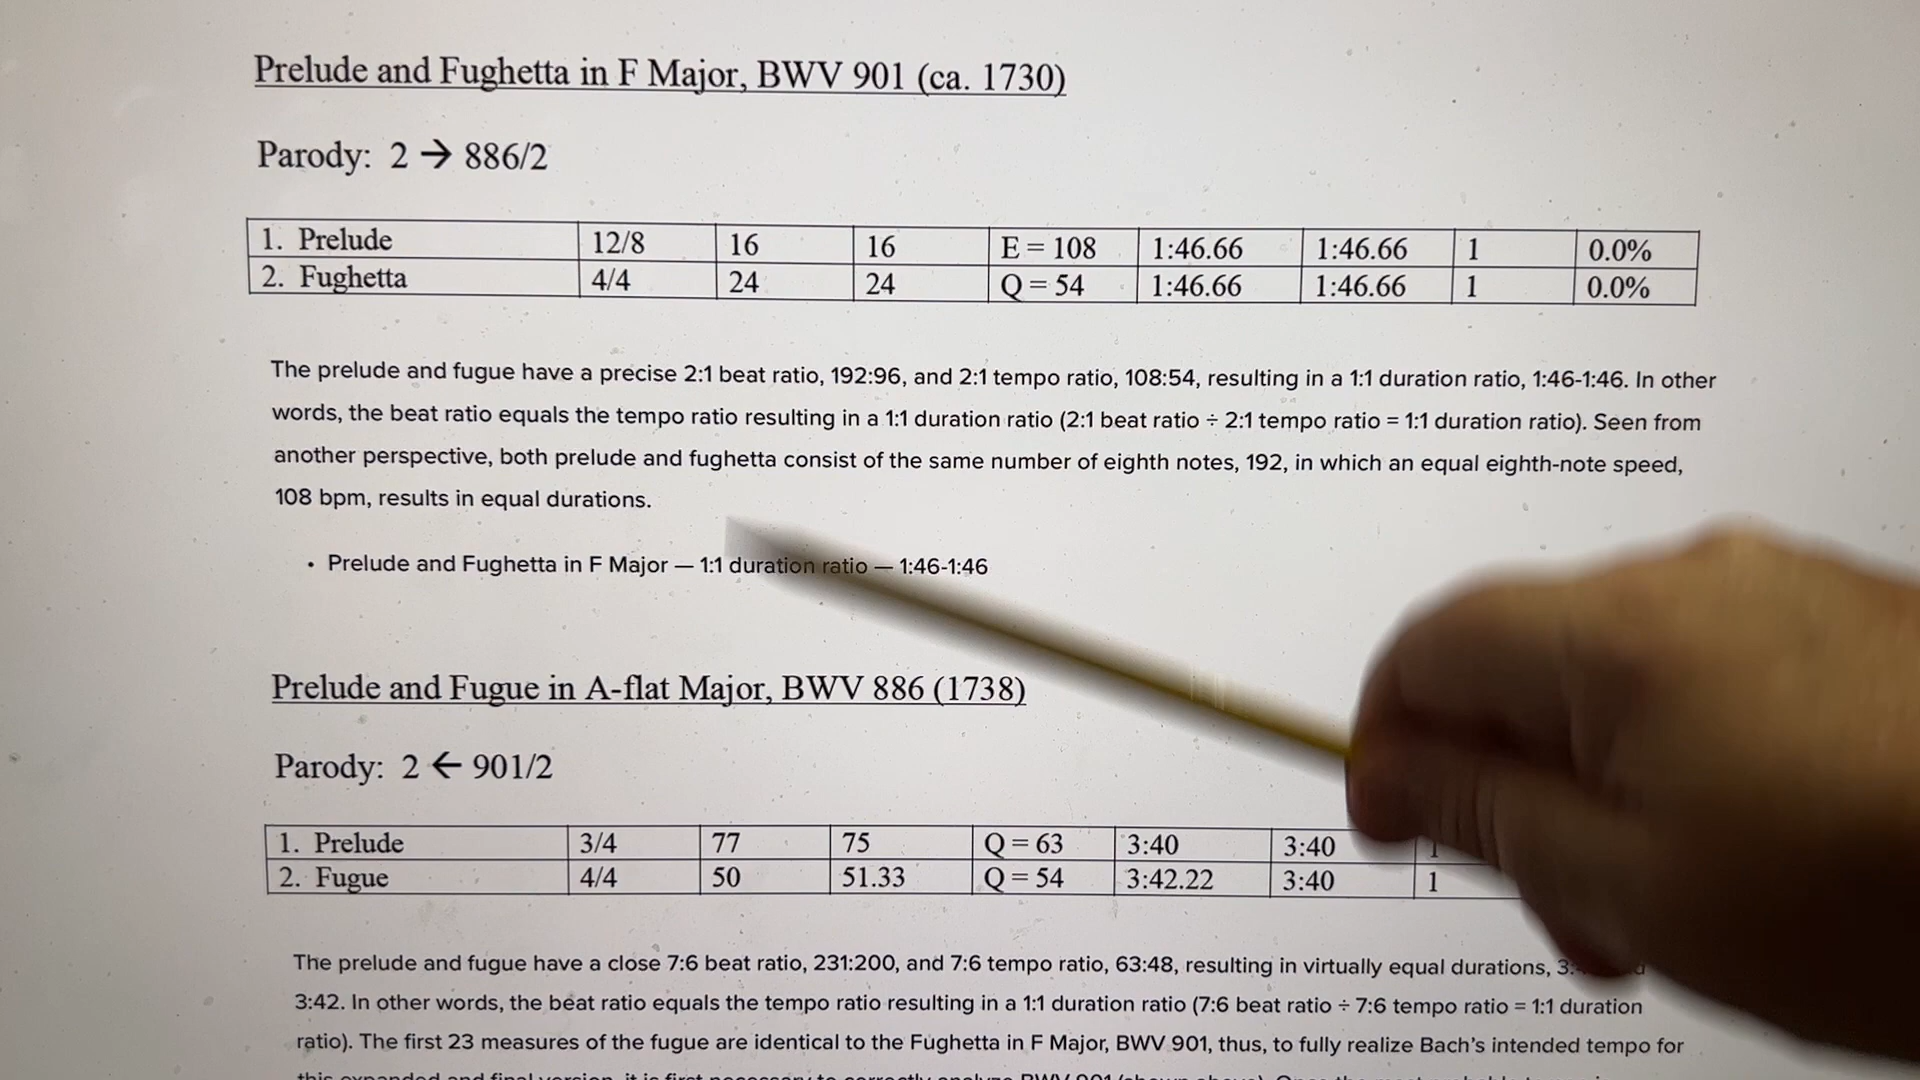 Prelude and Fughetta in F Major, BWV 901 (ca. 1730)
Parody: 2 → 886/2
1. Prelude 12/8 16 16 E = 108 1:46.66 1:46.66 1 0.0%
2. Fughetta 4/4 24 24 Q = 54 1:46.66 1:46.66 1 0.0%
The prelude and fugue have a precise 2:1 beat ratio, 192:96, and 2:1 tempo ratio, 108:54, resulting in a 1:1 duration ratio, 1:46-1:46. In other
words, the beat ratio equals the tempo ratio resulting in a 1:1 duration ratio (2:1 beat ratio ÷ 2:1 tempo ratio = 1:1 duration ratio). Seen from
another perspective, both prelude and fughetta consist of the same number of eighth notes, 192, in which an equal eighth-note speed,
108 bpm, results in equal durations.
• Prelude and Fughetta in F Major — 1:1 duration ratio — 1:46-1:46
Prelude and Fugue in A-flat Major, BWV 886 (1738)
Parody: 2 ← 901/2
1. Prelude 3/4 77 75 Q = 63 3:40 3:40 1
2. Fugue 4/4 50 51.33 Q = 54 3:42.22 3:40 1
The prelude and fugue have a close 7:6 beat ratio, 231:200, and 7:6 tempo ratio, 63:48, resulting in virtually equal durations,
3:42. In other words, the beat ratio equals the tempo ratio resulting in a 1:1 duration ratio (7:6 beat ratio ÷ 7:6 tempo ratio = 1:1 duration
ratio). The first 23 measures of the fugue are identical to the Fughetta in F Major, BWV 901, thus, to fully realize Bach's intended tempo for